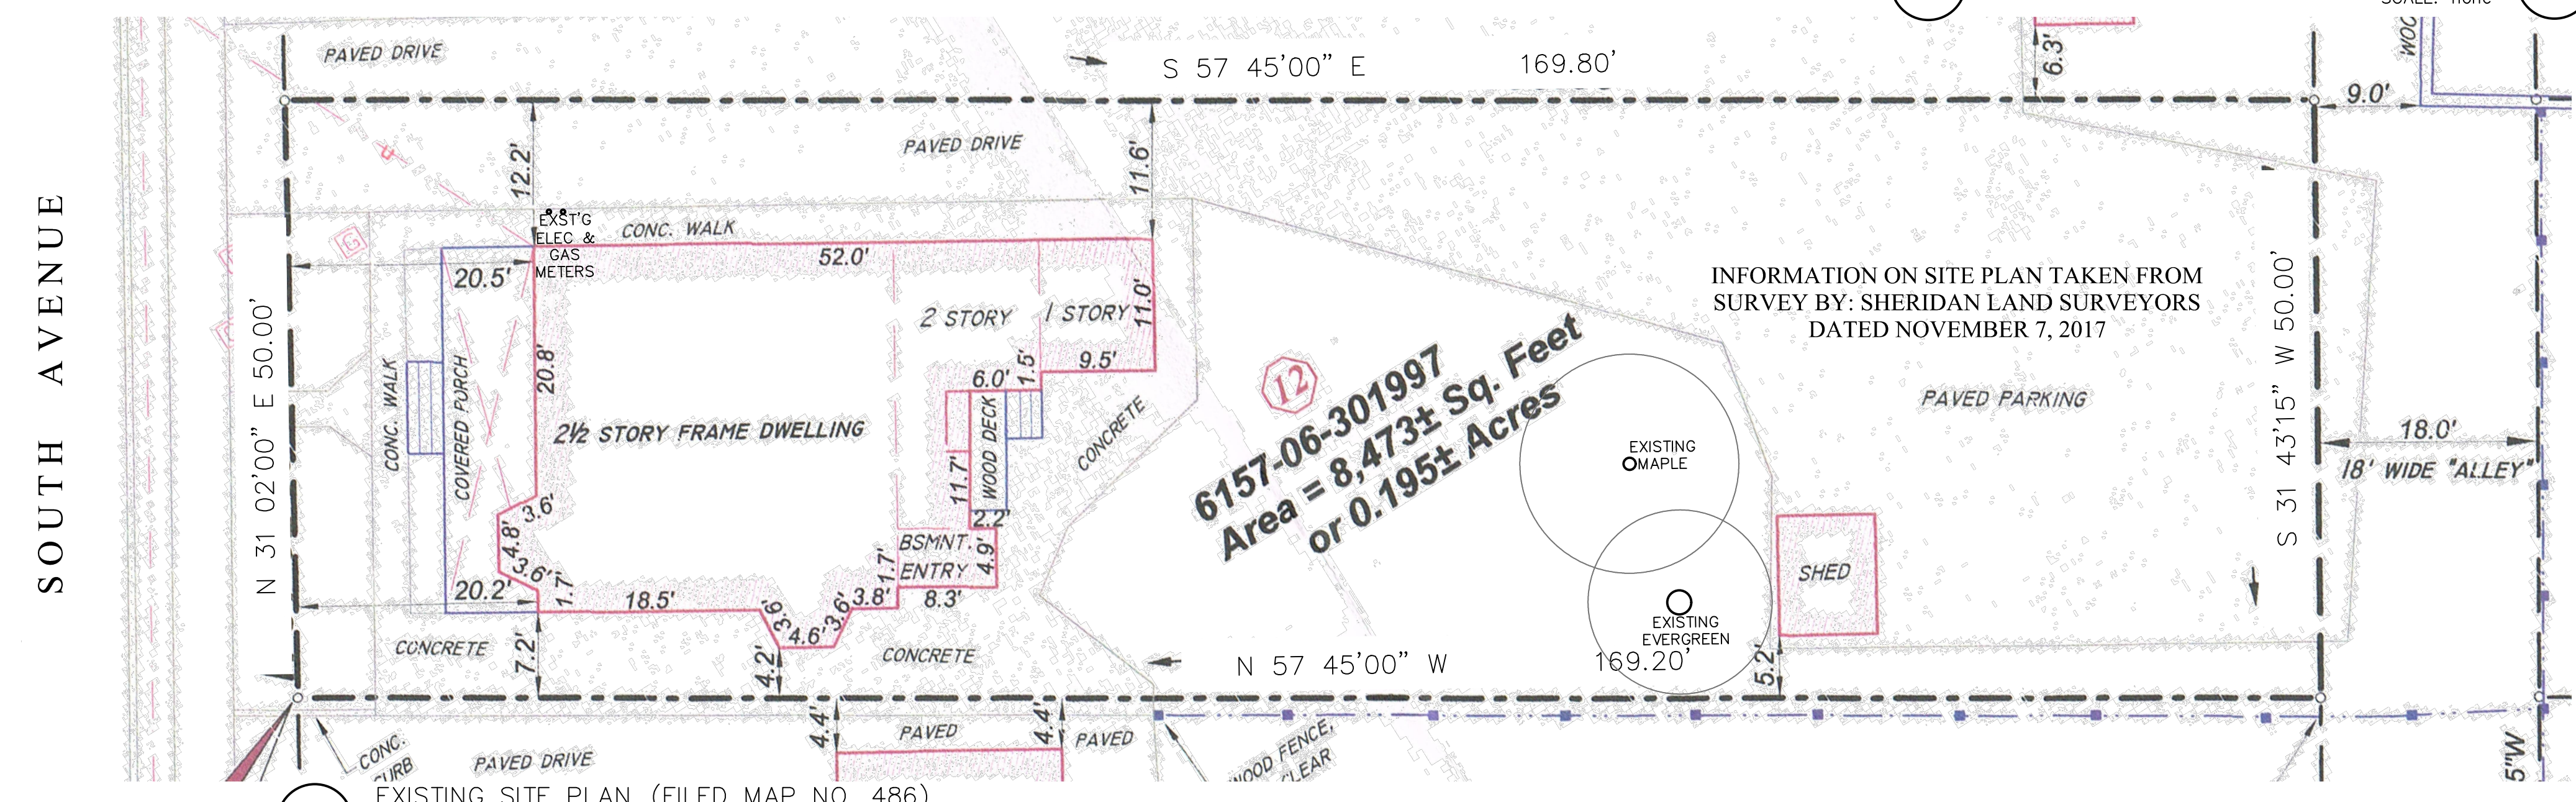 SCALE: none
PAVED DRIVE
S 57 45'00" E 169.80'
6.3'
9.0'
SOUTH AVENUE
N 31 02'00" E 50.00'
12.2'
PAVED DRIVE
11.6'
EXST'G
ELEC &
GAS
METERS
CONC. WALK
52.0'
G
20.5'
2 STORY
1 STORY
11.0'
CONC. WALK
COVERED PORCH
20.8'
2½ STORY FRAME DWELLING
6.0'
1.5'
9.5'
WOOD DECK
11.7'
2.2'
CONCRETE
BSMNT.
ENTRY
4.9'
8.3'
3.6'
4.8'
3.6'
20.2'
1.7'
18.5'
3.6'
4.6'
3.6'
3.8'
1.7'
CONCRETE
7.2'
4.2'
CONCRETE
12
6157-06-301997
Area = 8,473± Sq. Feet
or 0.195± Acres
INFORMATION ON SITE PLAN TAKEN FROM
SURVEY BY: SHERIDAN LAND SURVEYORS
DATED NOVEMBER 7, 2017
EXISTING
MAPLE
EXISTING
EVERGREEN
PAVED PARKING
SHED
S 31 43'15" W 50.00'
18.0'
18' WIDE "ALLEY"
N 57 45'00" W 169.20'
5.2'
4.4'
PAVED
4.4'
PAVED
CONC.
CURB
PAVED DRIVE
WOOD FENCE,
CLEAR
5"W
EXISTING SITE PLAN (FILED MAP NO. 486)